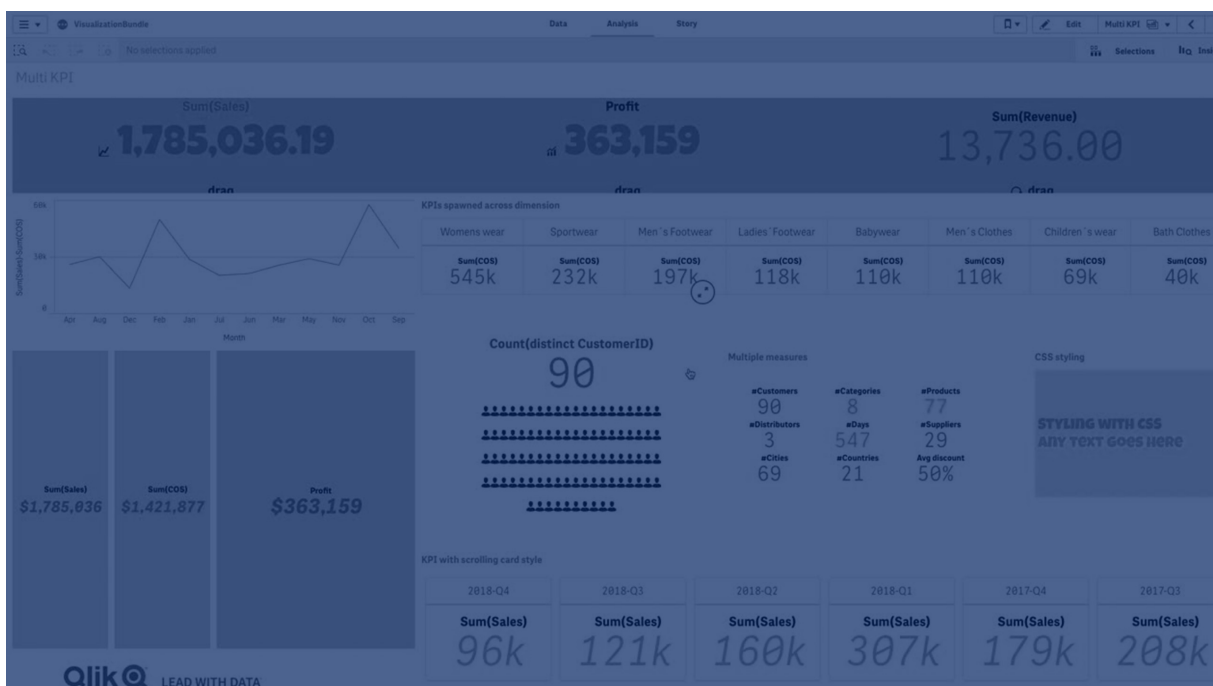 VisualizationBundle Data Analysis Story Edit Multi KPI
No selections applied Selections
Multi KPI
Sum(Sales) Profit Sum(Revenue)
1,785,036.19 363,159 13,736.00
drag drag drag
KPIs spawned across dimension
Womens wear Sportwear Men´s Footwear Ladies´Footwear Babywear Men´s Clothes Children´s wear Bath Clothes
Sum(COS) Sum(COS) Sum(COS) Sum(COS) Sum(COS) Sum(COS) Sum(COS) Sum(COS)
545k 232k 197k 118k 110k 110k 69k 40k
60k
30k
0
Sum(Sales)-Sum(COS)
Apr Aug Dec Feb Jan Jul Jun Mar May Nov Oct Sep
Month
Count(distinct CustomerID)
90
Multiple measures
#Customers #Categories #Products
90 8 77
#Distributors #Days #Suppliers
3 547 29
#Cities #Countries Avg discount
69 21 50%
CSS styling
STYLING WITH CSS
ANY TEXT GOES HERE
Sum(Sales) Sum(COS) Profit
$1,785,036 $1,421,877 $363,159
KPI with scrolling card style
2018-Q4 2018-Q3 2018-Q2 2018-Q1 2017-Q4 2017-Q3
Sum(Sales) Sum(Sales) Sum(Sales) Sum(Sales) Sum(Sales) Sum(Sales)
96k 121k 160k 307k 179k 208k
Qlik LEAD WITH DATA